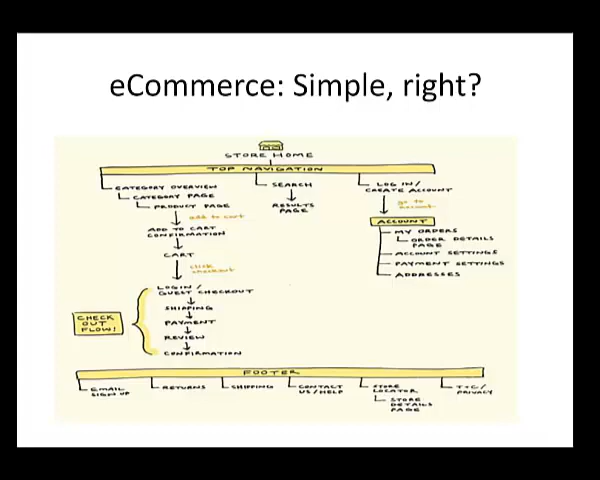 eCommerce: Simple, right?
STORE HOME
TOP NAVIGATION
CATEGORY OVERVIEW
CATEGORY PAGE
PRODUCT PAGE
add to cart
ADD TO CART
CONFIRMATION
CART
click
checkout
LOGIN /
GUEST CHECKOUT
SHIPPING
PAYMENT
REVIEW
CONFIRMATION
CHECK
OUT
FLOW!
SEARCH
RESULTS
PAGE
LOG IN /
CREATE ACCOUNT
go to
account
ACCOUNT
MY ORDERS
ORDER DETAILS
PAGE
ACCOUNT SETTINGS
PAYMENT SETTINGS
ADDRESSES
FOOTER
EMAIL
SIGN UP
RETURNS
SHIPPING
CONTACT
US / HELP
STORE
LOCATOR
STORE
DETAILS
PAGE
T+C /
PRIVACY